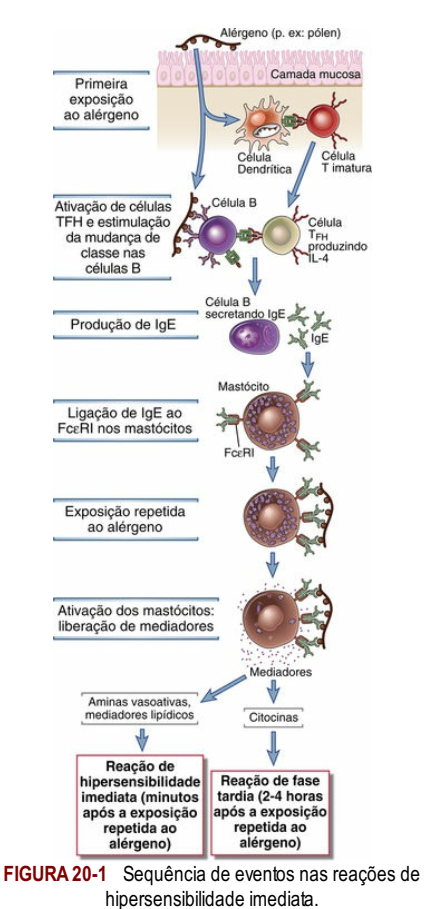 Alérgeno (p. ex: pólen)
Camada mucosa
Primeira
exposição
ao alérgeno
Célula
Dendrítica
Célula
T imatura
Ativação de células
TFH e estimulação
da mudança de
classe nas
células B
Célula B
Célula
TFH
produzindo
IL-4
Produção de IgE
Célula B
secretando IgE
IgE
Ligação de IgE ao
FcεRI nos mastócitos
Mastócito
FcεRI
Exposição repetida
ao alérgeno
Ativação dos mastócitos:
liberação de mediadores
Mediadores
Aminas vasoativas,
mediadores lipídicos
Citocinas
Reação de
hipersensibilidade
imediata (minutos
após a exposição
repetida ao
alérgeno)
Reação de fase
tardia (2-4 horas
após a exposição
repetida ao
alérgeno)
FIGURA 20-1 Sequência de eventos nas reações de
hipersensibilidade imediata.